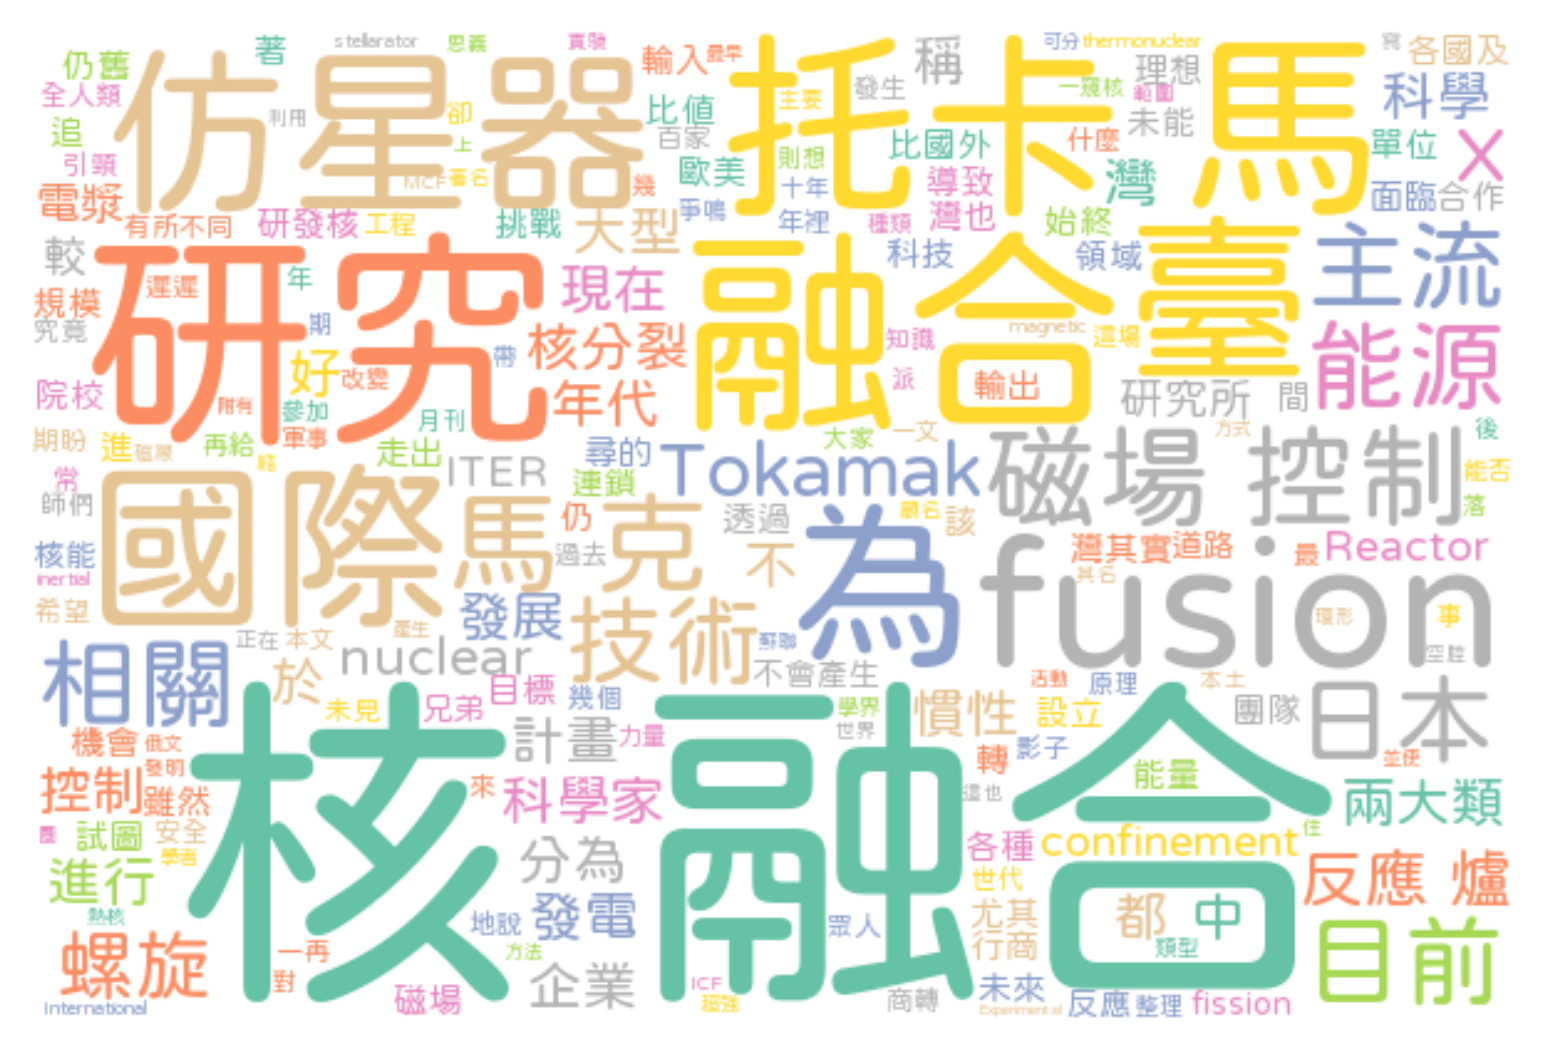 stellarator 思義 實驗 可分 thermonuclear
仍舊 著 仿星器 輸入 最早 托卡 馬 稱 理想 各國及
全人類 利用 卻 比值 主要 發生 一窺核 範圍 科學
追 上 百家 未能 X
引頸 MCF 著名 幾 歐美 則想 比國外 什麼 單位
電漿 十年 導致 灣 面臨 合作
有所不同 研發核 工程 挑戰 大型 爭鳴 年裡 種類 灣也 始終
較 研究 現在 融合 科技 領域 臺 主流
規模 遲遲 年
究竟 期 帶 核分裂 知識 magnetic 這場 能源
院校 好 改變 年代 派 輸出 研究所 間
附有 參加
期盼 進 磁局 再給 軍事 月刊 大家 一文 方式 後
常 走出 ITER 連鎖 尋的 Tokamak 磁場 控制 能否
師們 國際 馬克 仍 透過 顧名 該 落
核能 過去 不 為 灣其實 道路 最 Reactor
inertial 其名 fusion
希望 發展 技術 環形 事
正在 本文 產生 蘇聯 空腔
相關 於 nuclear 不會產生 活動 原理 本土
未見 兄弟 目標 幾個 學界 慣性 設立 團隊 日本
機會 俄文 核融合 計畫 力量 世界 轉 影子 並使
控制 發明 雖然 來 科學家 這也 能量 兩大類
試圖 安全 住
進行 學者 分為 各種 confinement 反應 爐
熱核 地說 發電 世代 都 中
螺旋 一再 方法 眾人 尤其 類型 目前
對 企業 行商
International 磁場 ICF 超強 商轉 未來 Experimental 反應 整理 fission